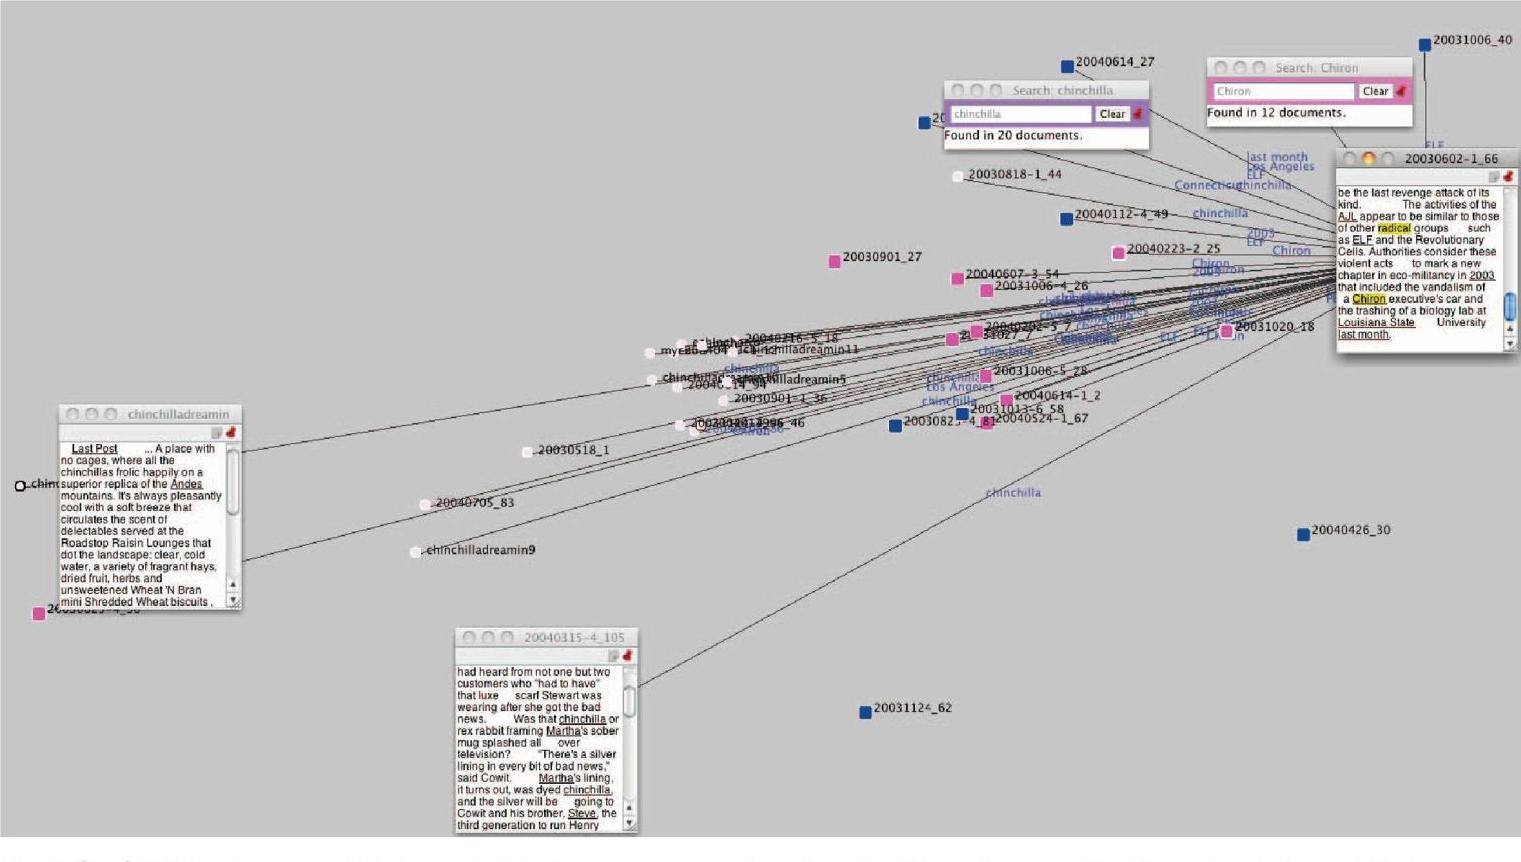 20031006_40
20040614_27
Search: Chiron
Chiron
Clear
Found in 12 documents.
Search: chinchilla
chinchilla
Clear
Found in 20 documents.
20
ELF
20030602-1_66
be the last revenge attack of its
kind. The activities of the
AJL appear to be similar to those
of other radical groups such
as ELF and the Revolutionary
Cells. Authorities consider these
violent acts to mark a new
chapter in eco-militancy in 2003
that included the vandalism of
a Chiron executive's car and
the trashing of a biology lab at
Louisiana State University
last month.
last month
Los Angeles
ELF
Connecticut
chinchilla
20030818-1_44
20040112-4_49
chinchilla
2003
ELF
20040223-2_25
Chiron
20030901_27
Chiron
20040607-3_54
20031006-4_26
20040202-5_7
20031020_18
20040216-5_18
chinchilladreamin11
ELF
chinchilla
chinchilla
chinchilladreamin5
20031006-5_28
chinchilla
Los Angeles
20030901-1_36
chinchilla
20040614-1_2
20031013-6_58
20040524-1_67
chinchilladreamin
Last Post ... A place with
no cages, where all the
chinchillas frolic happily on a
superior replica of the Andes
mountains. It's always pleasantly
cool with a soft breeze that
circulates the scent of
delectables served at the
Roadstop Raisin Lounges that
dot the landscape: clear, cold
water, a variety of fragrant hays,
dried fruit, herbs and
unsweetened Wheat 'N Bran
mini Shredded Wheat biscuits ,
20030518_1
chinchilla
20040705_83
20040426_30
chinchilladreamin9
20040315-4_105
had heard from not one but two
customers who "had to have"
that luxe scarf Stewart was
wearing after she got the bad
news. Was that chinchilla or
rex rabbit framing Martha's sober
mug splashed all over
television? "There's a silver
lining in every bit of bad news,"
said Cowit. Martha's lining,
it turns out, was dyed chinchilla,
and the silver will be going to
Cowit and his brother, Steve, the
third generation to run Henry
20031124_62